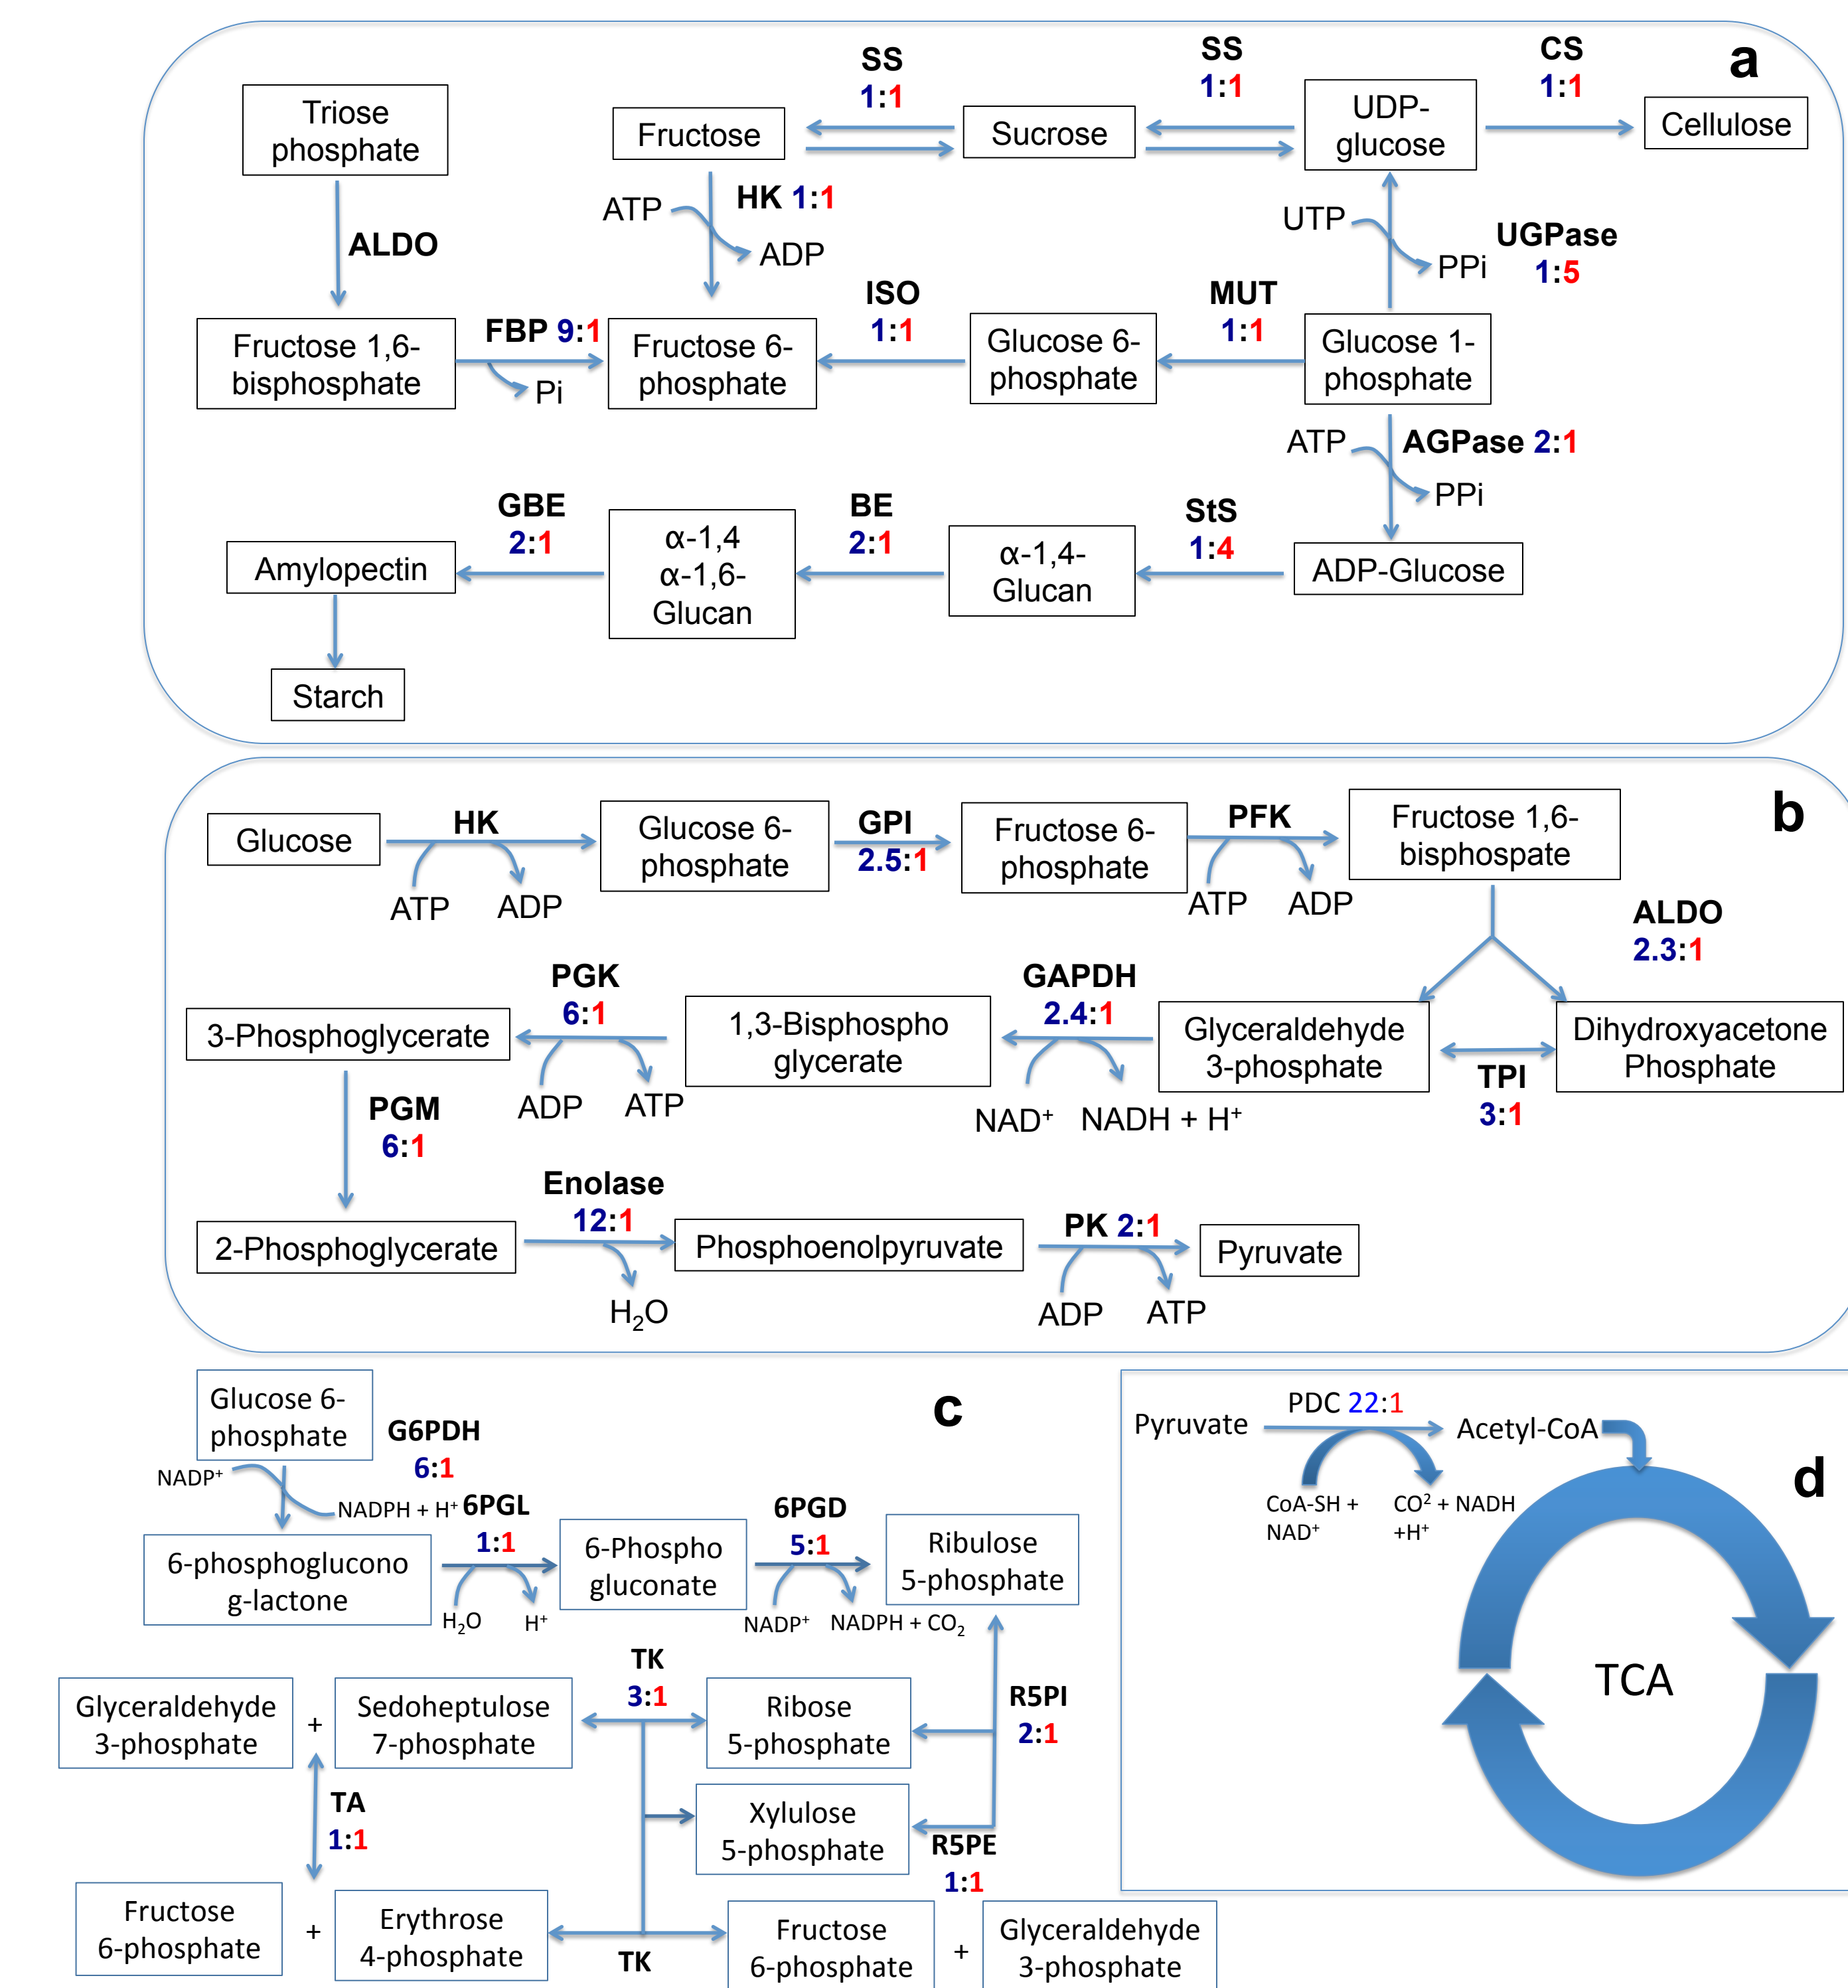 a
SS
1:1
SS
1:1
CS
1:1
Triose
phosphate
Fructose
Sucrose
UDP-
glucose
Cellulose
ALDO
ATP
HK 1:1
ADP
UTP
PPi
UGPase
1:5
Fructose 1,6-
bisphosphate
FBP 9:1
Pi
Fructose 6-
phosphate
ISO
1:1
Glucose 6-
phosphate
MUT
1:1
Glucose 1-
phosphate
ATP
AGPase 2:1
PPi
Amylopectin
GBE
2:1
α-1,4
α-1,6-
Glucan
BE
2:1
α-1,4-
Glucan
StS
1:4
ADP-Glucose
Starch
b
Glucose
HK
ATP
ADP
Glucose 6-
phosphate
GPI
2.5:1
Fructose 6-
phosphate
PFK
ATP
ADP
Fructose 1,6-
bisphospate
ALDO
2.3:1
3-Phosphoglycerate
PGK
6:1
ADP
ATP
1,3-Bisphospho
glycerate
GAPDH
2.4:1
NAD⁺
NADH + H⁺
Glyceraldehyde
3-phosphate
TPI
3:1
Dihydroxyacetone
Phosphate
PGM
6:1
2-Phosphoglycerate
Enolase
12:1
H₂O
Phosphoenolpyruvate
PK 2:1
ADP
ATP
Pyruvate
c
Glucose 6-
phosphate
G6PDH
6:1
NADP⁺
NADPH + H⁺
6-phosphoglucono
g-lactone
6PGL
1:1
H₂O
H⁺
6-Phospho
gluconate
6PGD
5:1
NADP⁺
NADPH + CO₂
Ribulose
5-phosphate
Glyceraldehyde
3-phosphate
+
Sedoheptulose
7-phosphate
TK
3:1
Ribose
5-phosphate
R5PI
2:1
TA
1:1
Xylulose
5-phosphate
R5PE
1:1
Fructose
6-phosphate
+
Erythrose
4-phosphate
TK
Fructose
6-phosphate
+
Glyceraldehyde
3-phosphate
d
Pyruvate
PDC 22:1
Acetyl-CoA
CoA-SH +
NAD⁺
CO² + NADH
+H⁺
TCA